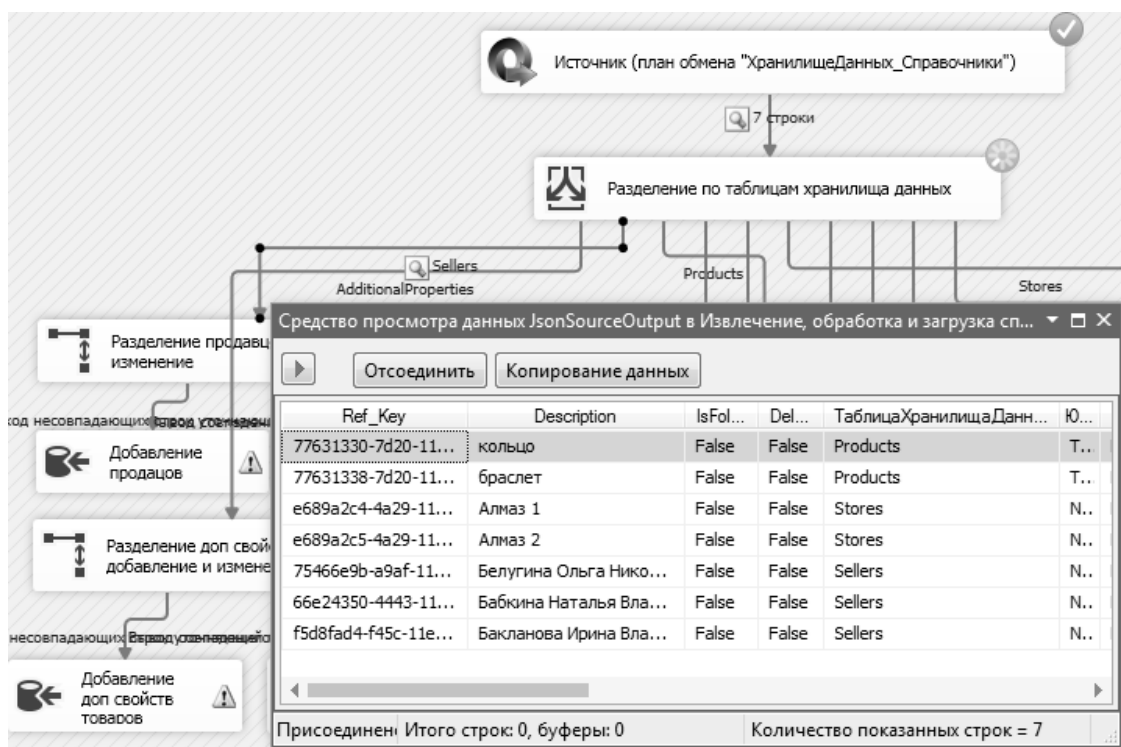 Источник (план обмена "ХранилищеДанных_Справочники")
7 строки
Разделение по таблицам хранилища данных
Sellers
AdditionalProperties
Products
Stores
Средство просмотра данных JsonSourceOutput в Извлечение, обработка и загрузка сп...
Отсоединить
Копирование данных
Ref_Key Description IsFol... Del... ТаблицаХранилищаДанн... Ю...
77631330-7d20-11... кольцо False False Products T...
77631338-7d20-11... браслет False False Products T...
e689a2c4-4a29-11... Алмаз 1 False False Stores N...
e689a2c5-4a29-11... Алмаз 2 False False Stores N...
75466e9b-a9af-11... Белугина Ольга Нико... False False Sellers N...
66e24350-4443-11... Бабкина Наталья Вла... False False Sellers N...
f5d8fad4-f45c-11e... Бакланова Ирина Вла... False False Sellers N...
Присоединен Итого строк: 0, буферы: 0 Количество показанных строк = 7
Разделение продавц
изменение
код несовпадающих
Добавление
продацов
Разделение доп свой
добавление и измене
несовпадающих
Добавление
доп свойств
товаров